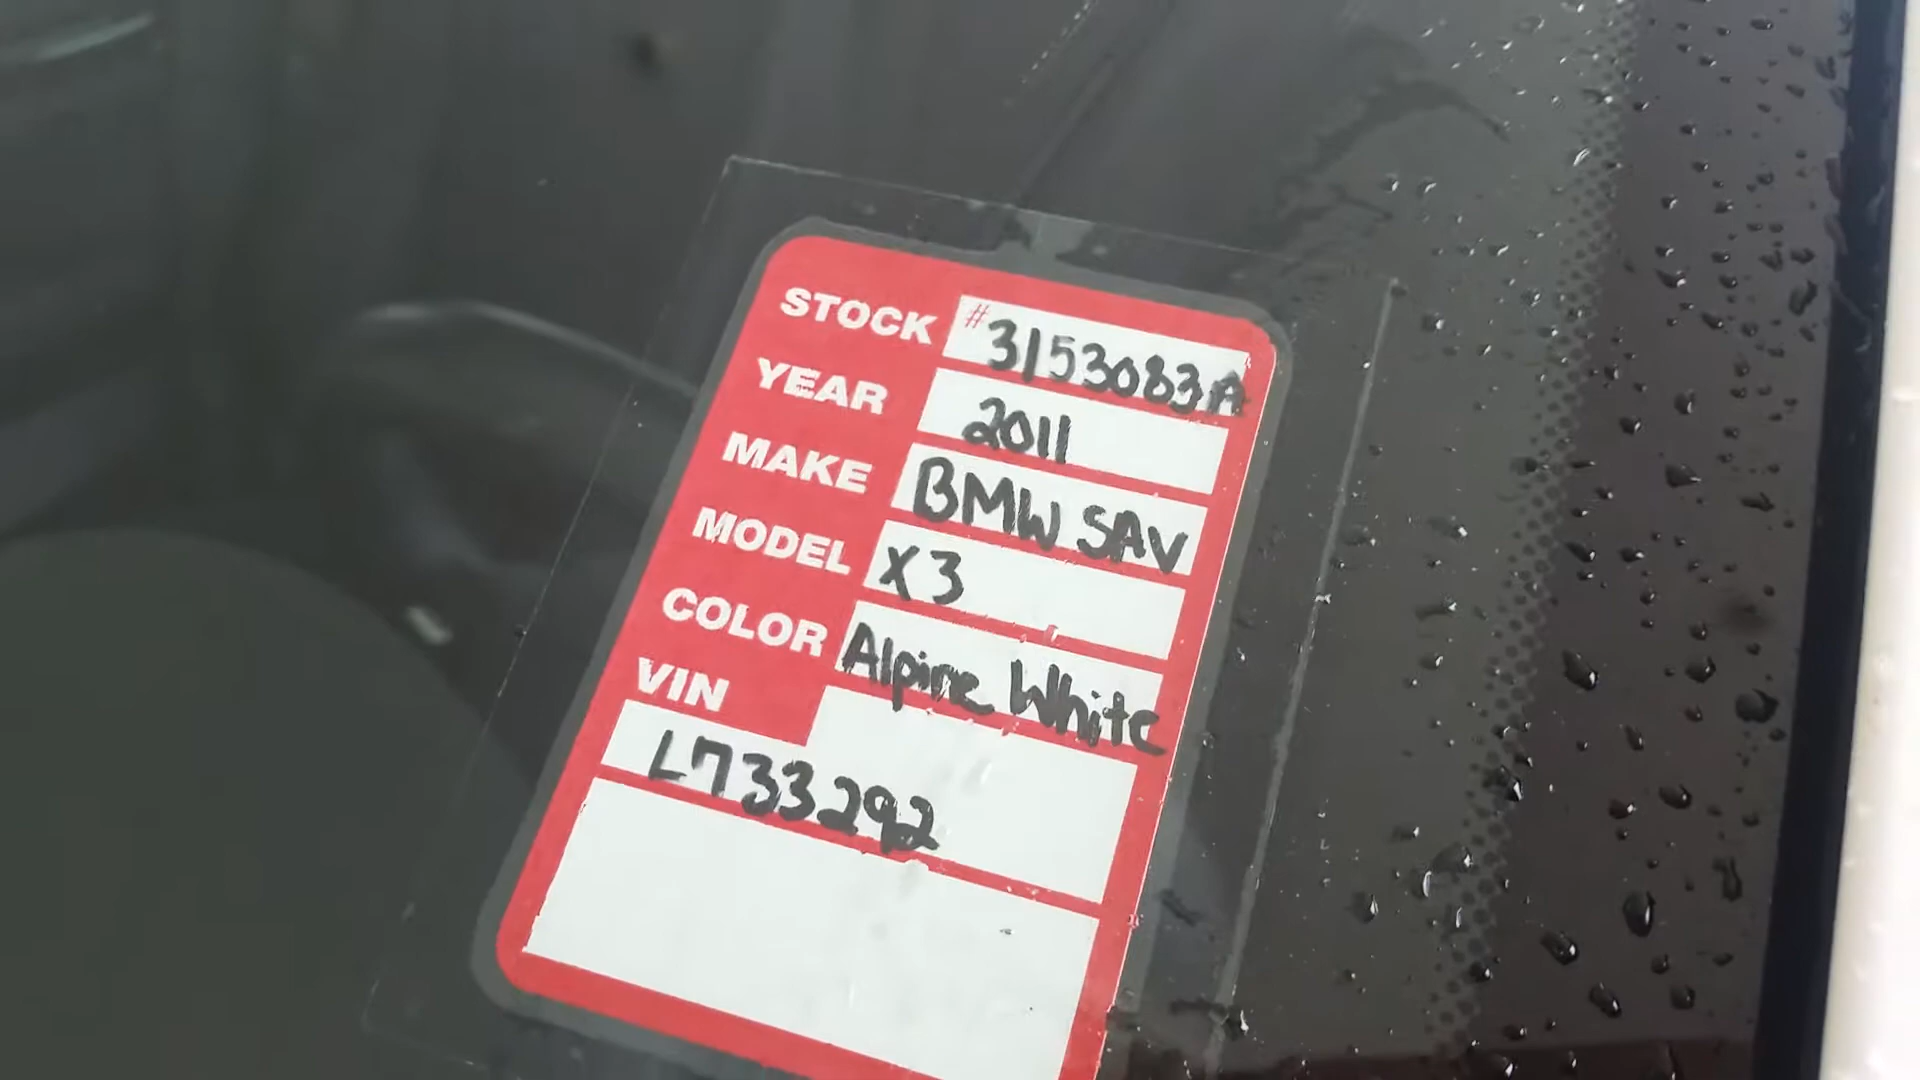 STOCK #3153083A
YEAR 2011
MAKE BMW SAV
MODEL X3
COLOR Alpine White
VIN
L733292